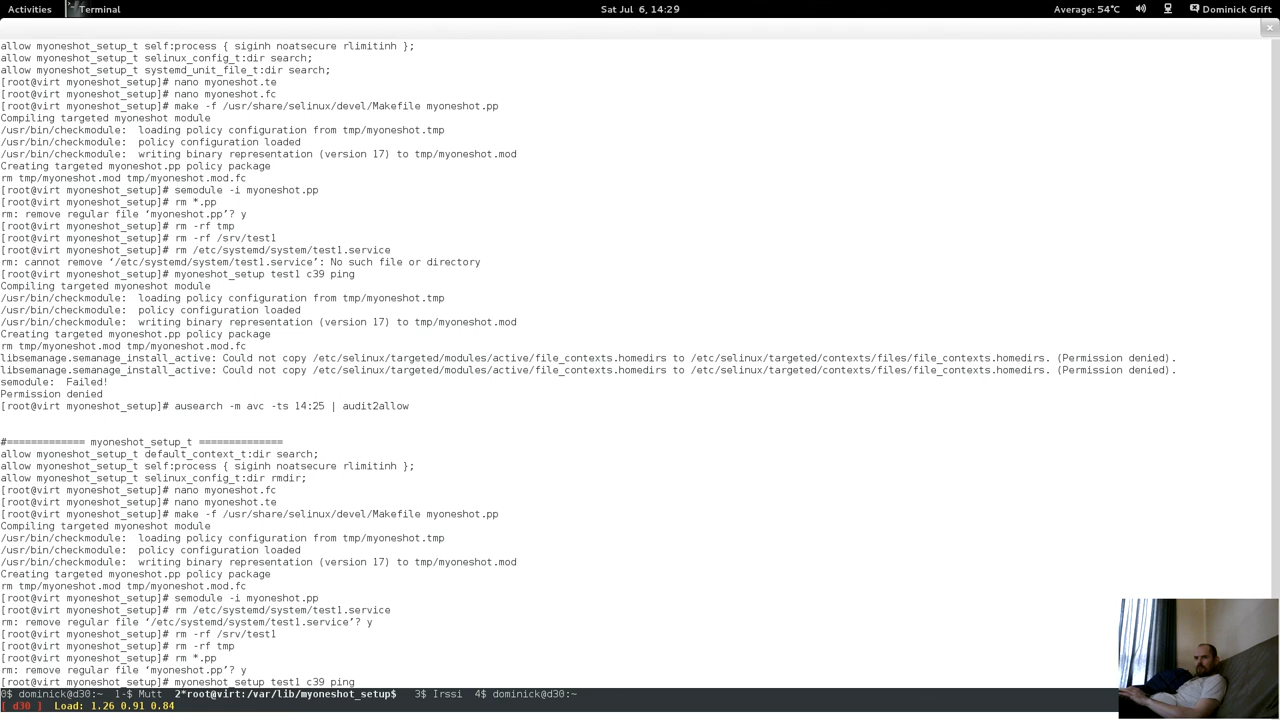 Activities Terminal Sat Jul 6, 14:29 Average: 54°C Dominick Grift
allow myoneshot_setup_t self:process { siginh noatsecure rlimitinh };
allow myoneshot_setup_t selinux_config_t:dir search;
allow myoneshot_setup_t systemd_unit_file_t:dir search;
[root@virt myoneshot_setup]# nano myoneshot.te
[root@virt myoneshot_setup]# nano myoneshot.fc
[root@virt myoneshot_setup]# make -f /usr/share/selinux/devel/Makefile myoneshot.pp
Compiling targeted myoneshot module
/usr/bin/checkmodule:  loading policy configuration from tmp/myoneshot.tmp
/usr/bin/checkmodule:  policy configuration loaded
/usr/bin/checkmodule:  writing binary representation (version 17) to tmp/myoneshot.mod
Creating targeted myoneshot.pp policy package
rm tmp/myoneshot.mod tmp/myoneshot.mod.fc
[root@virt myoneshot_setup]# semodule -i myoneshot.pp
[root@virt myoneshot_setup]# rm *.pp
rm: remove regular file ‘myoneshot.pp’? y
[root@virt myoneshot_setup]# rm -rf tmp
[root@virt myoneshot_setup]# rm -rf /srv/test1
[root@virt myoneshot_setup]# rm /etc/systemd/system/test1.service
rm: cannot remove ‘/etc/systemd/system/test1.service’: No such file or directory
[root@virt myoneshot_setup]# myoneshot_setup test1 c39 ping
Compiling targeted myoneshot module
/usr/bin/checkmodule:  loading policy configuration from tmp/myoneshot.tmp
/usr/bin/checkmodule:  policy configuration loaded
/usr/bin/checkmodule:  writing binary representation (version 17) to tmp/myoneshot.mod
Creating targeted myoneshot.pp policy package
rm tmp/myoneshot.mod tmp/myoneshot.mod.fc
libsemanage.semanage_install_active: Could not copy /etc/selinux/targeted/modules/active/file_contexts.homedirs to /etc/selinux/targeted/contexts/files/file_contexts.homedirs. (Permission denied).
libsemanage.semanage_install_active: Could not copy /etc/selinux/targeted/modules/active/file_contexts.homedirs to /etc/selinux/targeted/contexts/files/file_contexts.homedirs. (Permission denied).
semodule:  Failed!
Permission denied
[root@virt myoneshot_setup]# ausearch -m avc -ts 14:25 | audit2allow
#============= myoneshot_setup_t ==============
allow myoneshot_setup_t default_context_t:dir search;
allow myoneshot_setup_t self:process { siginh noatsecure rlimitinh };
allow myoneshot_setup_t selinux_config_t:dir rmdir;
[root@virt myoneshot_setup]# nano myoneshot.fc
[root@virt myoneshot_setup]# nano myoneshot.te
[root@virt myoneshot_setup]# make -f /usr/share/selinux/devel/Makefile myoneshot.pp
Compiling targeted myoneshot module
/usr/bin/checkmodule:  loading policy configuration from tmp/myoneshot.tmp
/usr/bin/checkmodule:  policy configuration loaded
/usr/bin/checkmodule:  writing binary representation (version 17) to tmp/myoneshot.mod
Creating targeted myoneshot.pp policy package
rm tmp/myoneshot.mod tmp/myoneshot.mod.fc
[root@virt myoneshot_setup]# semodule -i myoneshot.pp
[root@virt myoneshot_setup]# rm /etc/systemd/system/test1.service
rm: remove regular file ‘/etc/systemd/system/test1.service’? y
[root@virt myoneshot_setup]# rm -rf /srv/test1
[root@virt myoneshot_setup]# rm -rf tmp
[root@virt myoneshot_setup]# rm *.pp
rm: remove regular file ‘myoneshot.pp’? y
[root@virt myoneshot_setup]# myoneshot_setup test1 c39 ping
0$ dominick@d30:~  1-$ Mutt  2*root@virt:/var/lib/myoneshot_setup$  3$ Irssi  4$ dominick@d30:~
[ d30 ]  Load: 1.26 0.91 0.84